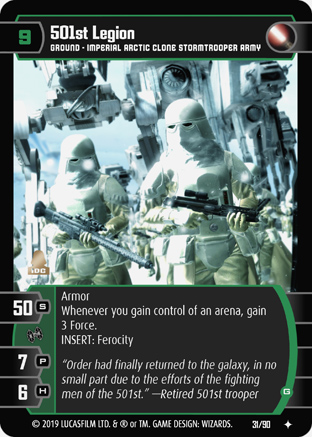 9
501st Legion
GROUND - IMPERIAL ARCTIC CLONE STORMTROOPER ARMY
IDC
50 S
Armor
Whenever you gain control of an arena, gain
3 Force.
INSERT: Ferocity
7 P
6 H
“Order had finally returned to the galaxy, in no
small part due to the efforts of the fighting
men of the 501st.” —Retired 501st trooper
G
© 2019 LUCASFILM LTD. & ® or TM. GAME DESIGN: WIZARDS. 31/90